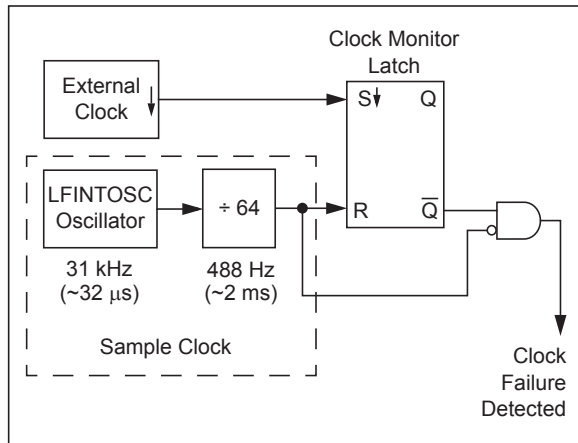 Clock Monitor
Latch
External
Clock
S
Q
LFINTOSC
Oscillator
÷ 64
R
Q̅
31 kHz
(~32 μs)
488 Hz
(~2 ms)
Sample Clock
Clock
Failure
Detected